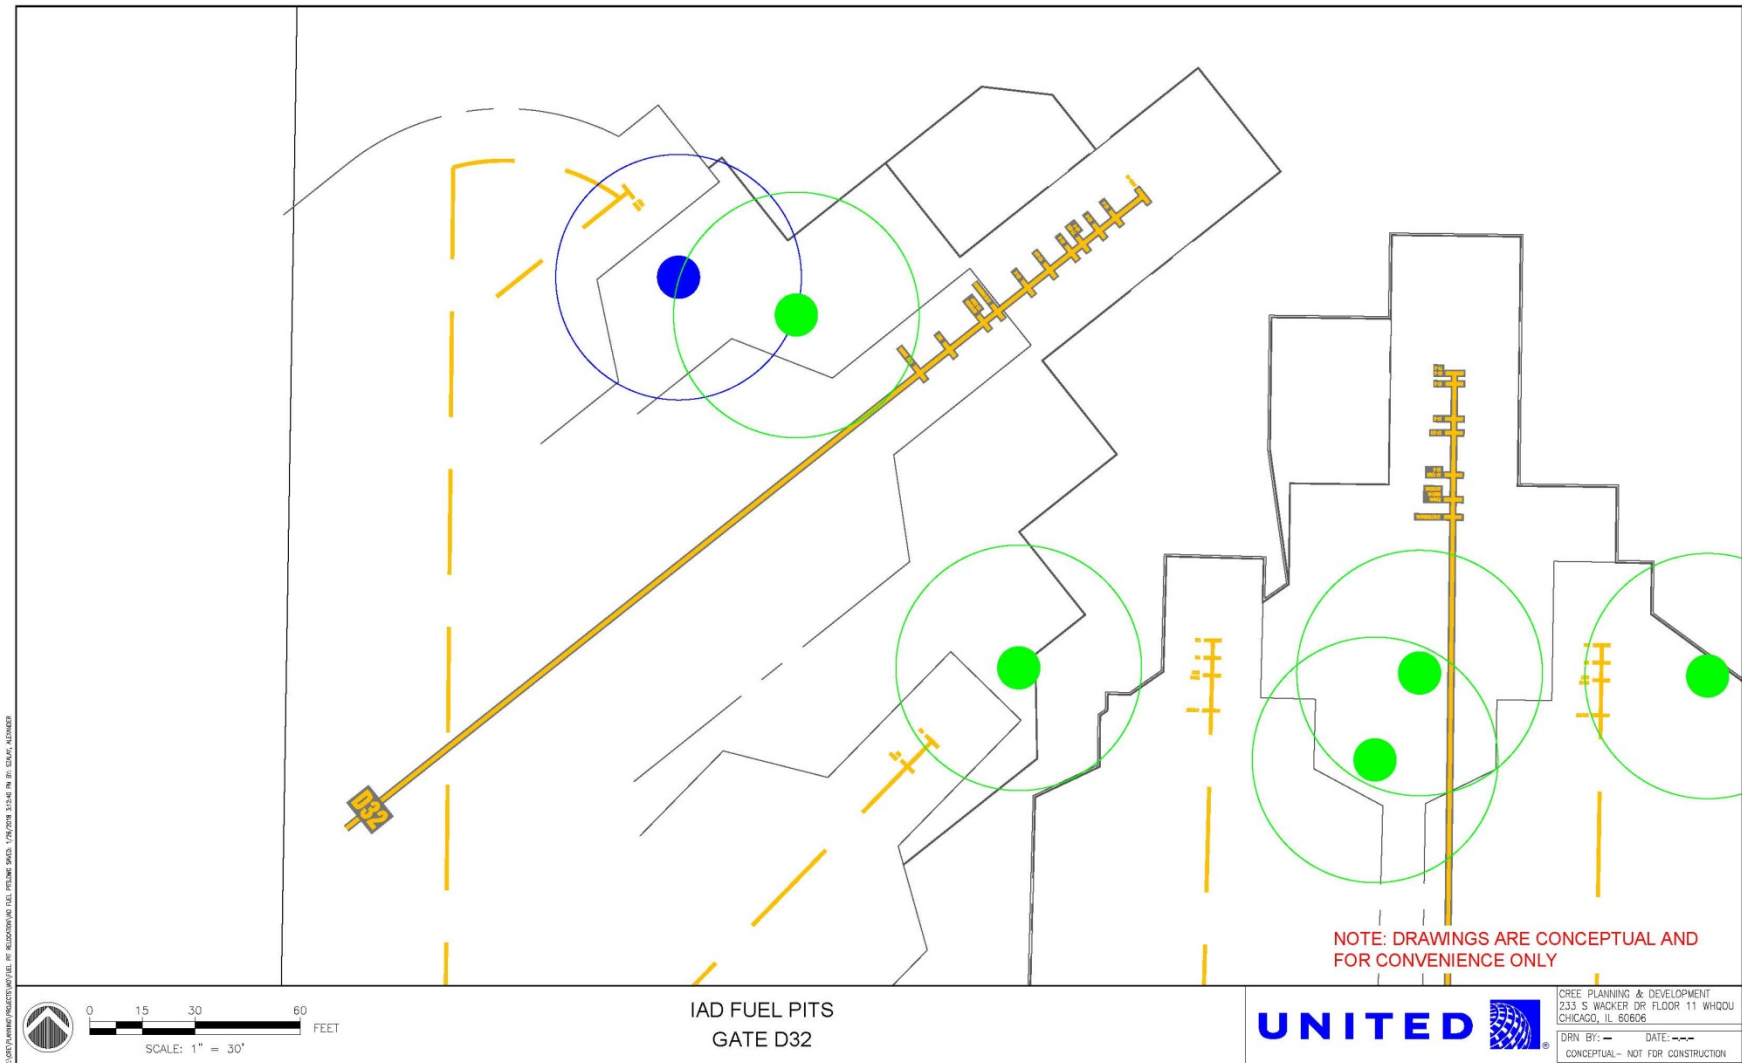 D32
NOTE: DRAWINGS ARE CONCEPTUAL AND
FOR CONVENIENCE ONLY
0 15 30 60
FEET
SCALE: 1" = 30'
IAD FUEL PITS
GATE D32
UNITED
CREE PLANNING & DEVELOPMENT
233 S WACKER DR FLOOR 11 WHQOU
CHICAGO, IL 60606
DRN BY: — DATE: -.-.-
CONCEPTUAL- NOT FOR CONSTRUCTION